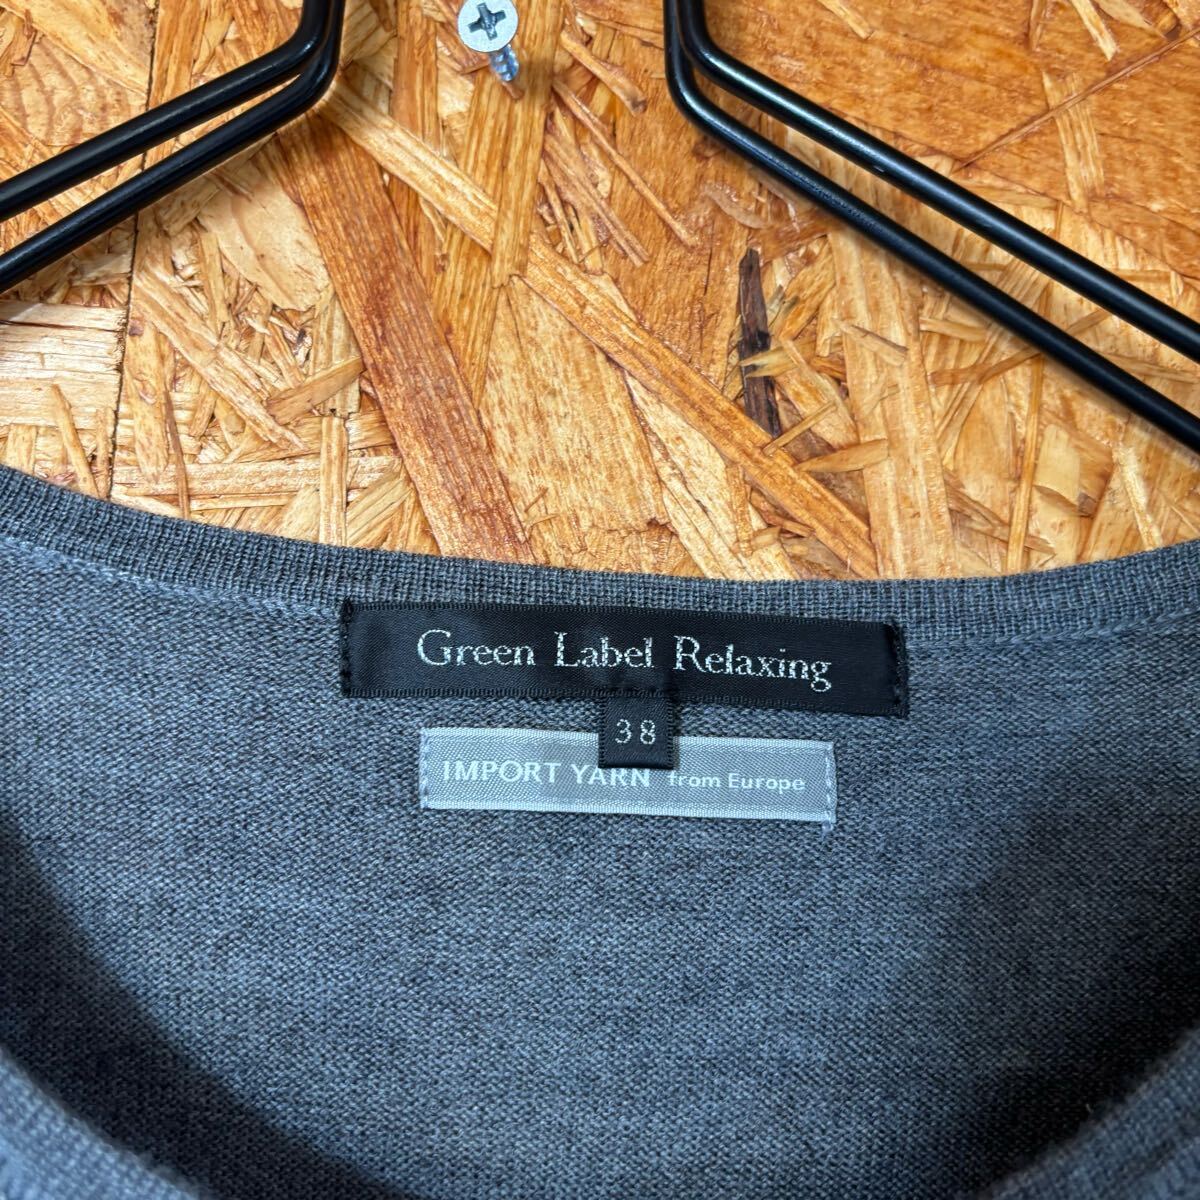 Green Label Relaxing
38
IMPORT YARN from Europe